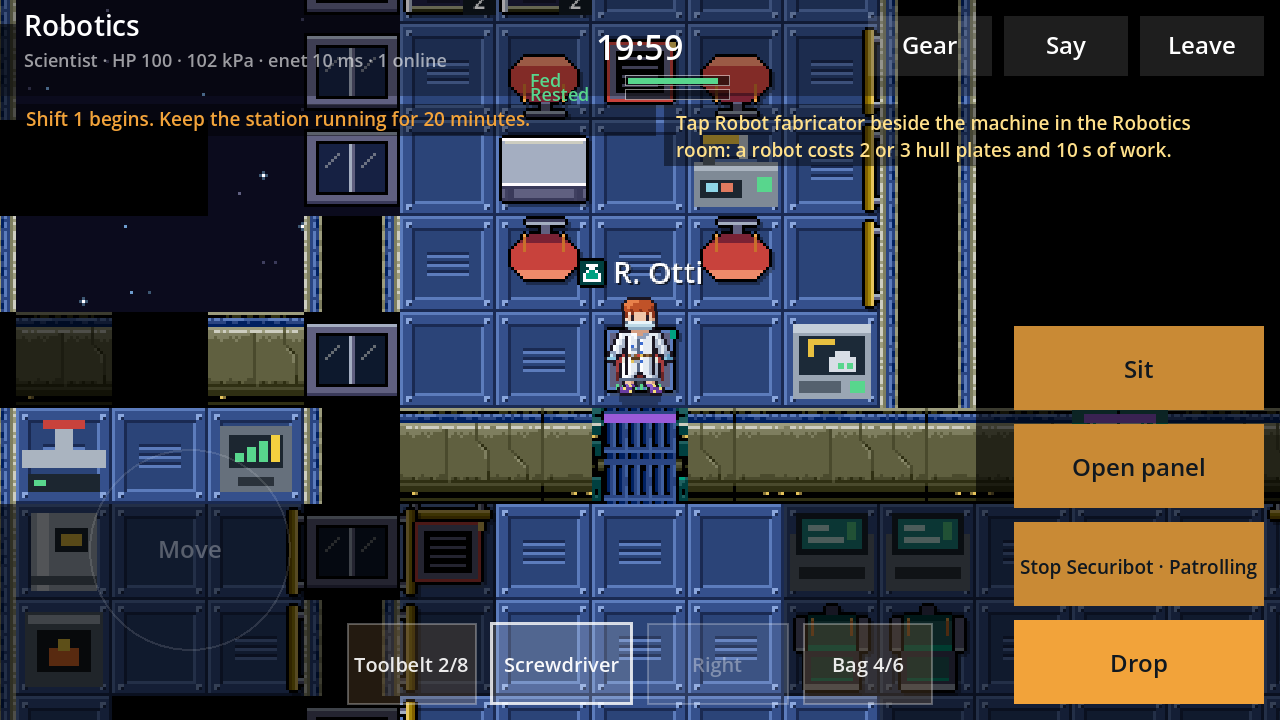 Robotics
Scientist · HP 100 · 102 kPa · enet 10 ms · 1 online
19:59
Fed
Rested
Gear
Say
Leave
Shift 1 begins. Keep the station running for 20 minutes.
Tap Robot fabricator beside the machine in the Robotics
room: a robot costs 2 or 3 hull plates and 10 s of work.
R. Otti
Sit
Open panel
Stop Securibot · Patrolling
Drop
Move
Toolbelt 2/8
Screwdriver
Right
Bag 4/6
2
2